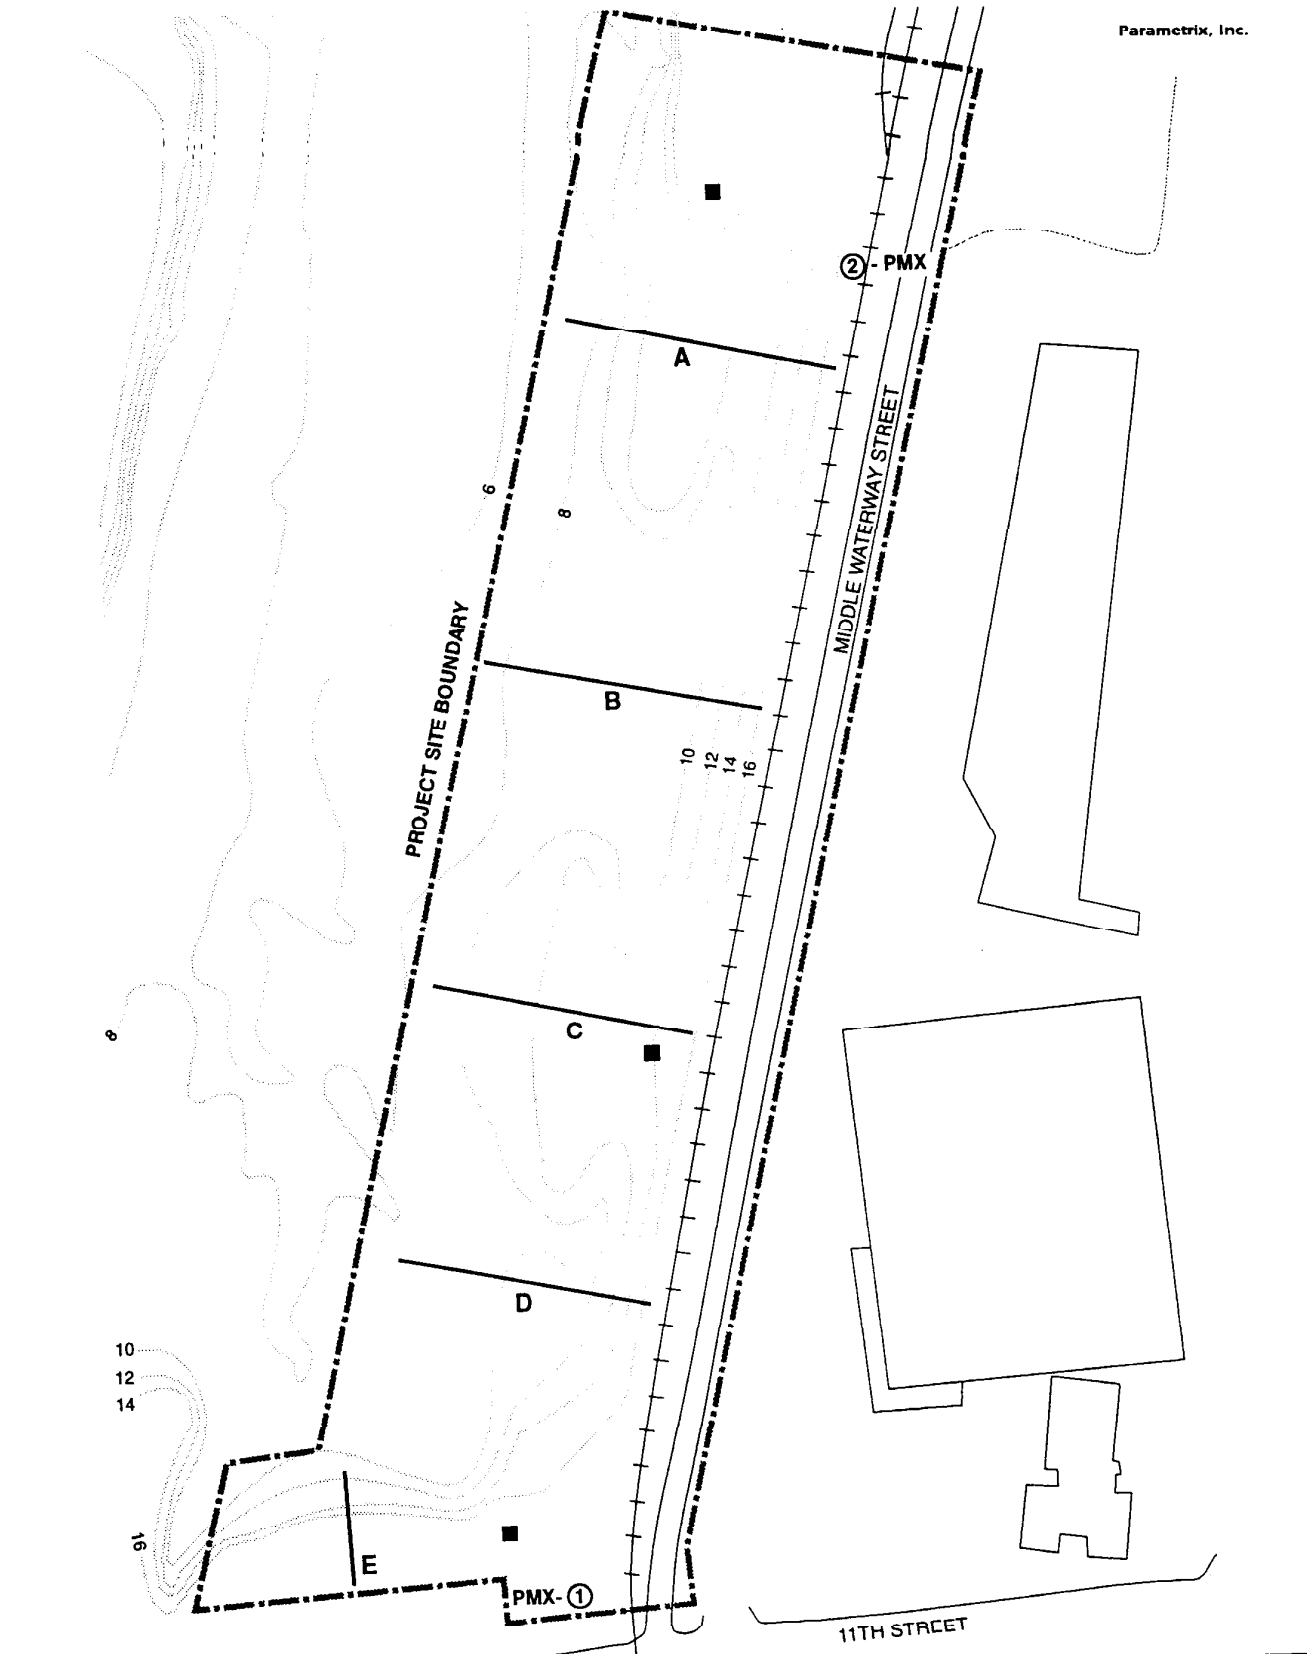 Parametrix, Inc.
② - PMX
A
MIDDLE WATERWAY STREET
6
8
PROJECT SITE BOUNDARY
B
10
12
14
16
C
8
D
10
12
14
16
E
PMX-①
11TH STREET